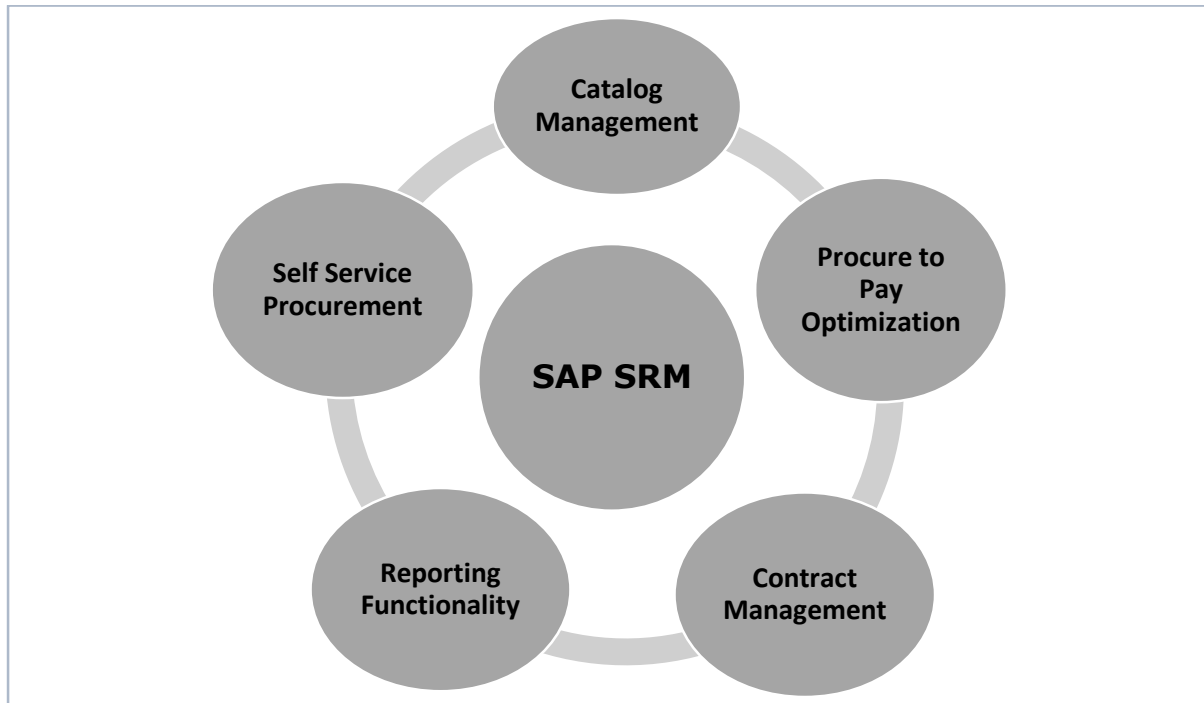 Catalog
Management
Procure to
Pay
Optimization
Contract
Management
Reporting
Functionality
Self Service
Procurement
SAP SRM